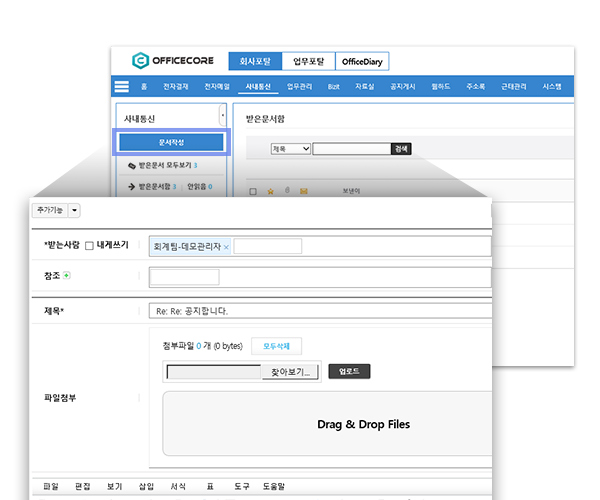 OFFICECORE 회사포탈 업무포탈 OfficeDiary
홈 전자결재 전자메일 사내통신 업무관리 Bizit 자료실 공지게시 웹하드 주소록 근태관리 시스템
사내통신
받은문서함
문서작성
제목 검색
받은문서 모두보기 3
받은문서함 3 안읽음 0
보낸이
추가기능
*받는사람 내게쓰기 회계팀-데모관리자 ×
참조
제목* Re: Re: 공지합니다.
첨부파일 0 개 (0 bytes) 모두삭제
찾아보기... 업로드
파일첨부
Drag & Drop Files
파일 편집 보기 삽입 서식 표 도구 도움말